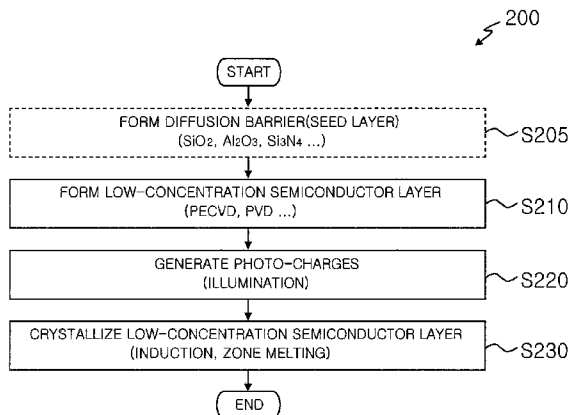 200
START
FORM DIFFUSION BARRIER(SEED LAYER)
(SiO₂, Al₂O₃, Si₃N₄ ...)
S205
FORM LOW-CONCENTRATION SEMICONDUCTOR LAYER
(PECVD, PVD ...)
S210
GENERATE PHOTO-CHARGES
(ILLUMINATION)
S220
CRYSTALLIZE LOW-CONCENTRATION SEMICONDUCTOR LAYER
(INDUCTION, ZONE MELTING)
S230
END